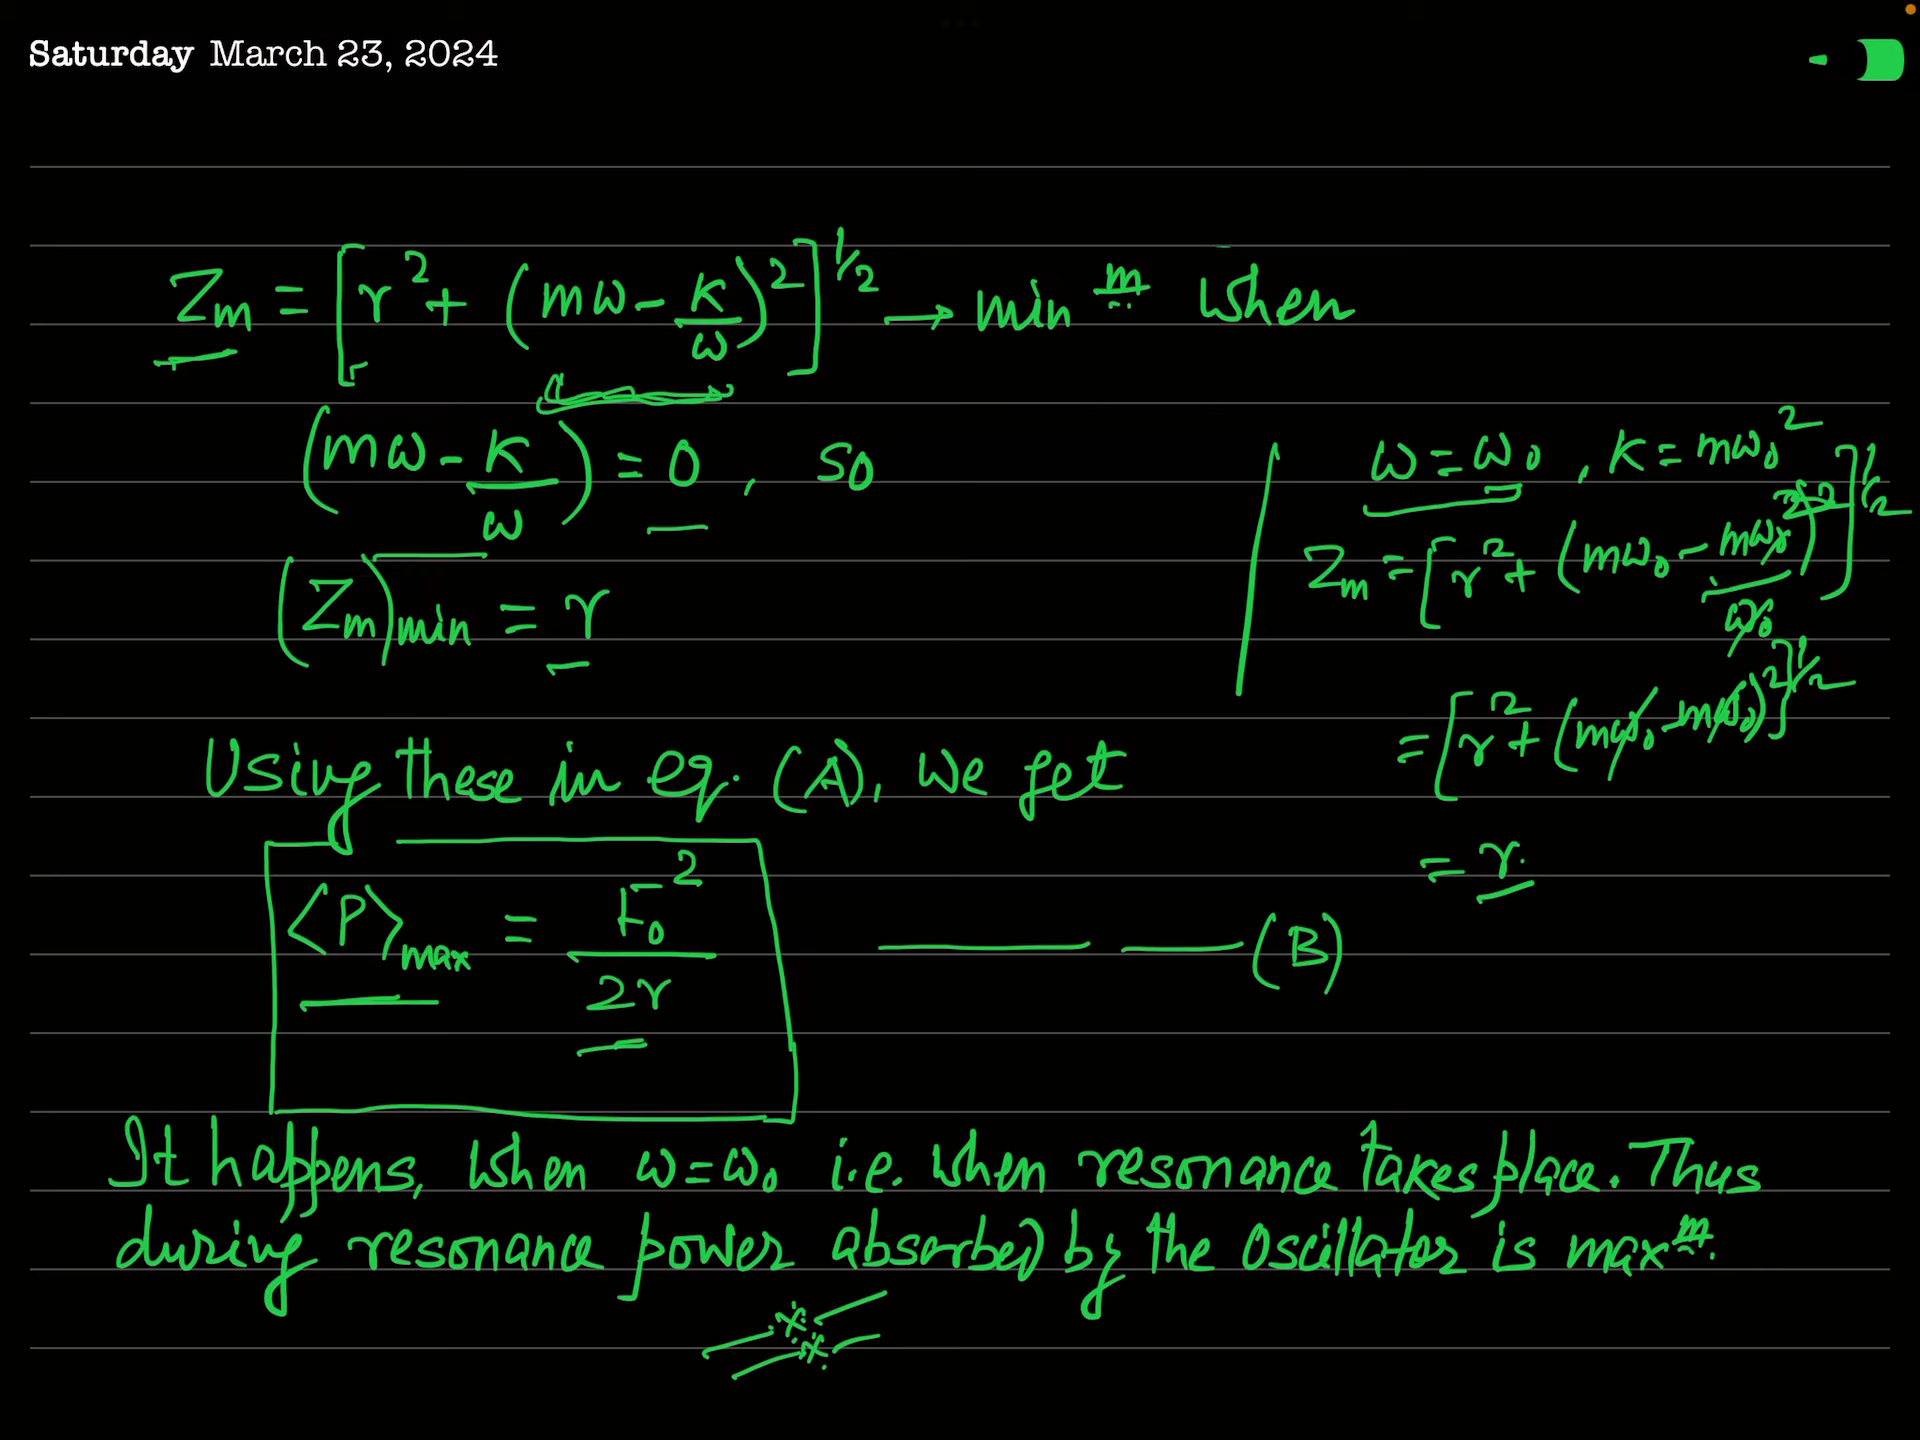 Saturday March 23, 2024
Zm = [r² + (mω - K/ω)²]^1/2 → min m when
(mω - K/ω) = 0, so
(Zm)min = r
ω = ω₀, K = mω₀²
Zm = [r² + (mω₀ - mω₀²/ω₀)²]^1/2
= [r² + (mω₀ - mω₀)²]^1/2
= r.
Using these in eq. (A), we get
<P>max = F₀²/2r —— —— (B)
It happens, when ω = ω₀ i.e. when resonance takes place. Thus
during resonance power absorbed by the oscillator is max m.